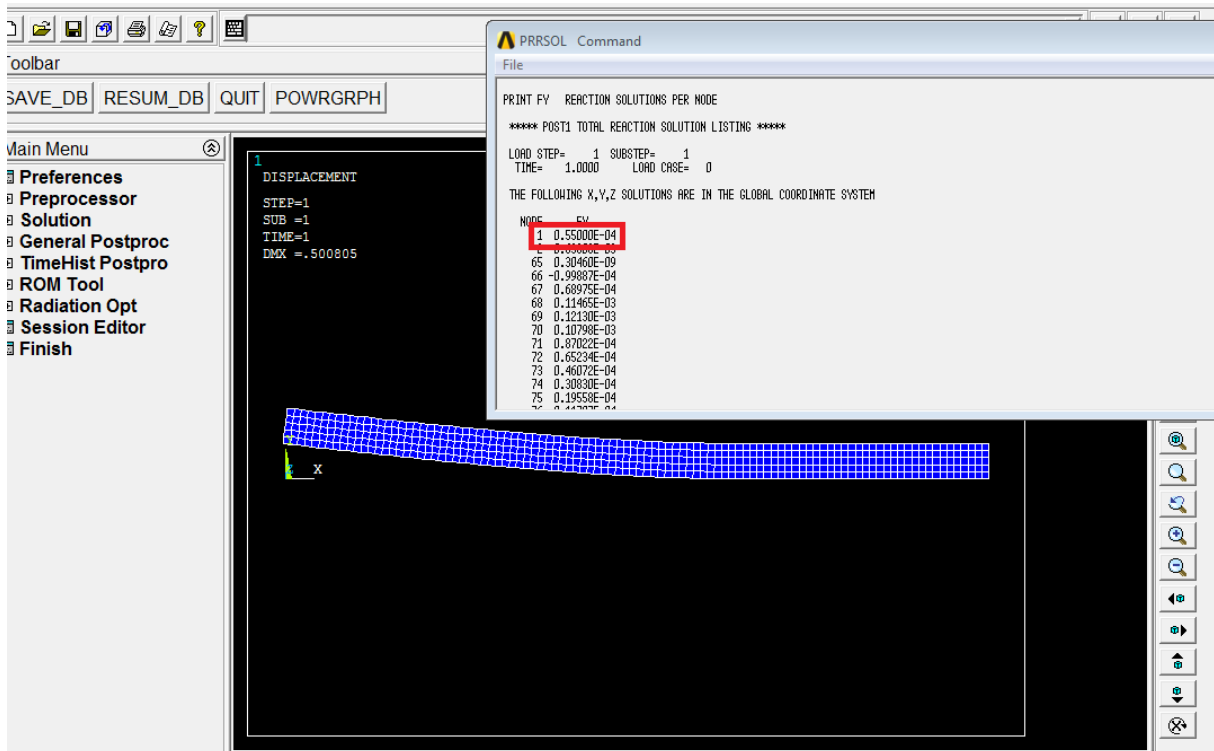 PRRSOL Command
File
Toolbar
SAVE_DB RESUM_DB QUIT POWRGRPH
PRINT FY REACTION SOLUTIONS PER NODE
***** POST1 TOTAL REACTION SOLUTION LISTING *****
LOAD STEP= 1 SUBSTEP= 1
TIME= 1.0000 LOAD CASE= 0
THE FOLLOWING X,Y,Z SOLUTIONS ARE IN THE GLOBAL COORDINATE SYSTEM
NODE FY
1 0.55000E-04
65 0.30460E-09
66 -0.99887E-04
67 0.68975E-04
68 0.11465E-03
69 0.12130E-03
70 0.10798E-03
71 0.87022E-04
72 0.65234E-04
73 0.46072E-04
74 0.30830E-04
75 0.19558E-04
Main Menu
Preferences
Preprocessor
Solution
General Postproc
TimeHist Postpro
ROM Tool
Radiation Opt
Session Editor
Finish
1
DISPLACEMENT
STEP=1
SUB =1
TIME=1
DMX =.500805
X